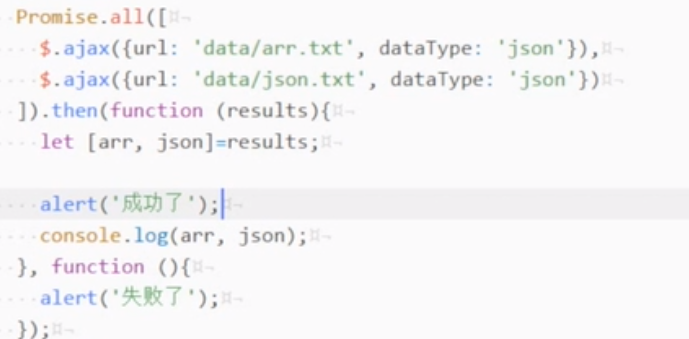 Promise.all([
$.ajax({url: 'data/arr.txt', dataType: 'json'}),
$.ajax({url: 'data/json.txt', dataType: 'json'})
]).then(function (results){
let [arr, json]=results;
alert('成功了');
console.log(arr, json);
}, function (){
alert('失败了');
});